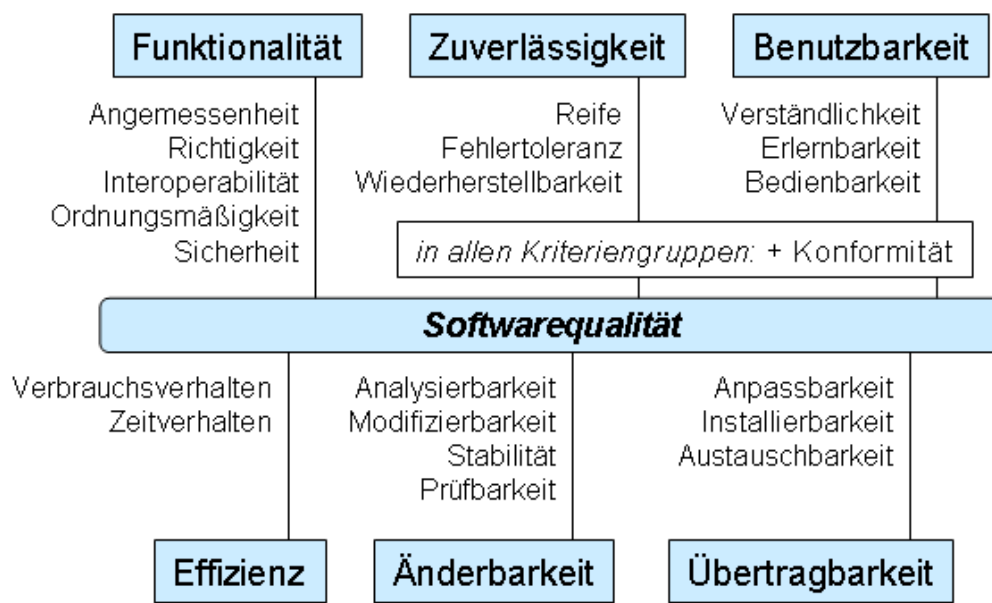 Funktionalität
Zuverlässigkeit
Benutzbarkeit
Angemessenheit
Richtigkeit
Interoperabilität
Ordnungsmäßigkeit
Sicherheit
Reife
Fehlertoleranz
Wiederherstellbarkeit
Verständlichkeit
Erlernbarkeit
Bedienbarkeit
in allen Kriteriengruppen: + Konformität
Softwarequalität
Verbrauchsverhalten
Zeitverhalten
Analysierbarkeit
Modifizierbarkeit
Stabilität
Prüfbarkeit
Anpassbarkeit
Installierbarkeit
Austauschbarkeit
Effizienz
Änderbarkeit
Übertragbarkeit